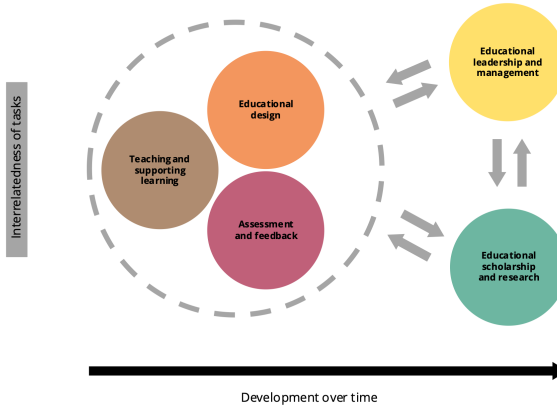 Interrelatedness of tasks
Educational
design
Teaching and
supporting
learning
Assessment
and feedback
Educational
leadership and
management
Educational
scholarship
and research
Development over time